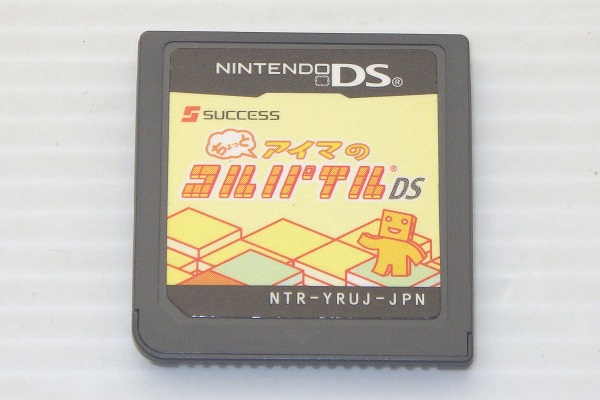 NINTENDO DS®
SUCCESS
ちょっと アイマの
コルパイル® DS
NTR-YRUJ-JPN